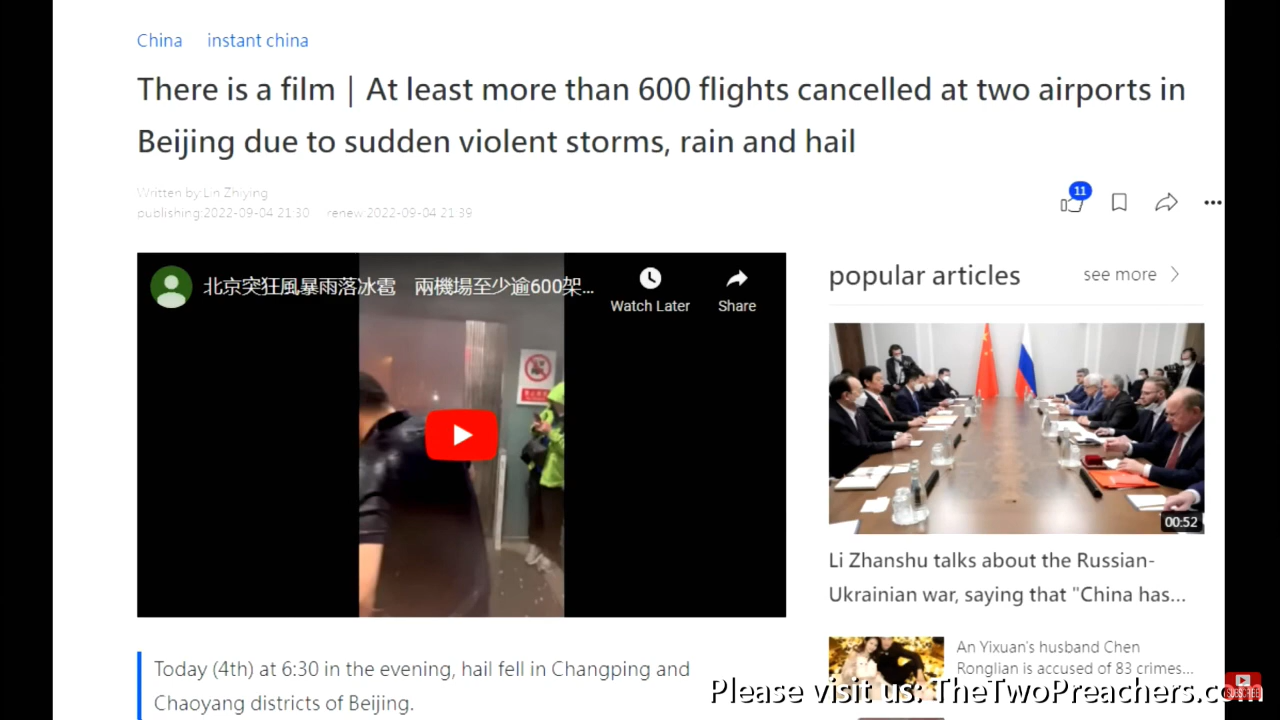 China instant china
There is a film | At least more than 600 flights cancelled at two airports in
Beijing due to sudden violent storms, rain and hail
Written by:Lin Zhiying
publishing:2022-09-04 21:30 renew:2022-09-04 21:39
11
北京突狂風暴雨落冰雹 兩機場至少逾600架...
Watch Later
Share
popular articles
see more
00:52
Li Zhanshu talks about the Russian-
Ukrainian war, saying that "China has...
An Yixuan's husband Chen
Ronglian is accused of 83 crimes...
Today (4th) at 6:30 in the evening, hail fell in Changping and
Chaoyang districts of Beijing.
Please visit us: TheTwoPreachers.com
SUBSCRIBE